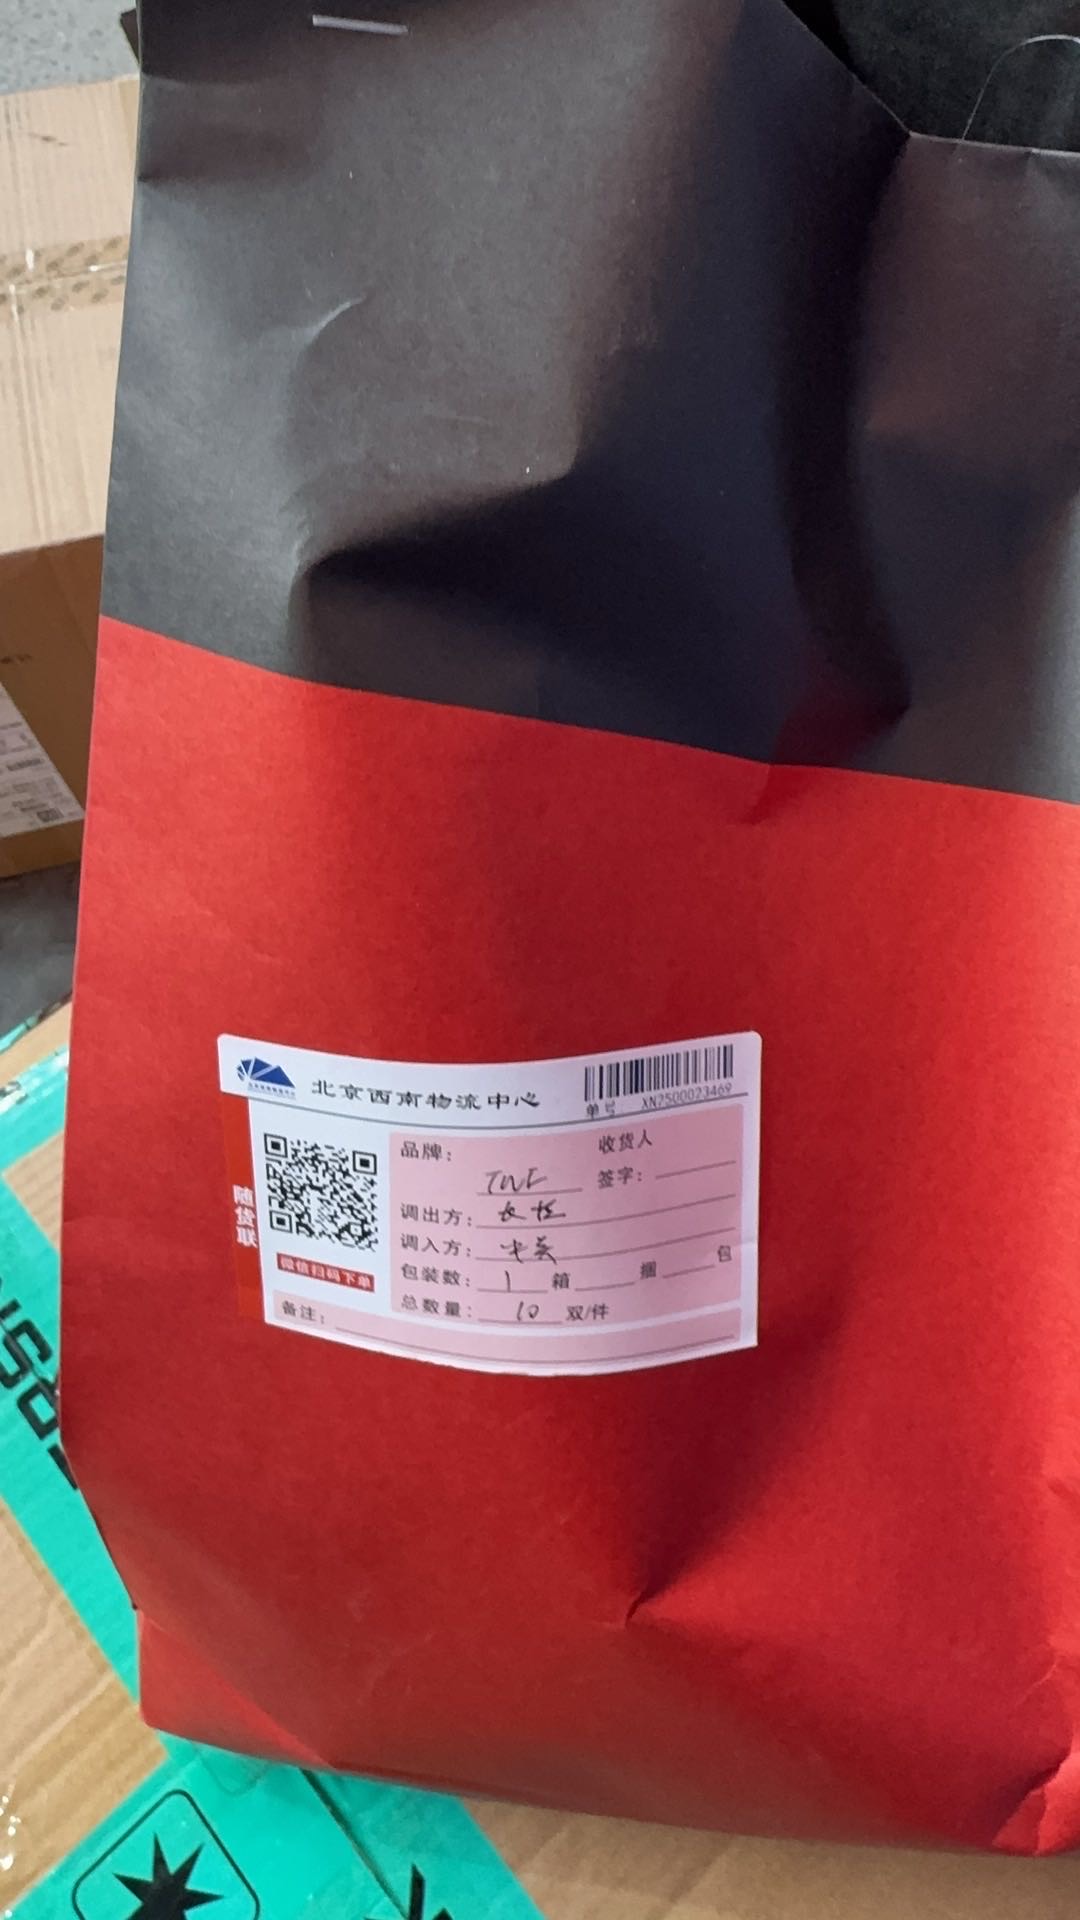 北京西南物流中心
单号 XN2500023469
随货联
微信扫码下单
品牌: TNF
收货人
签字:
调出方:
调入方:
包装数: 1 箱 捆 包
总数量: 10 双/件
备注: